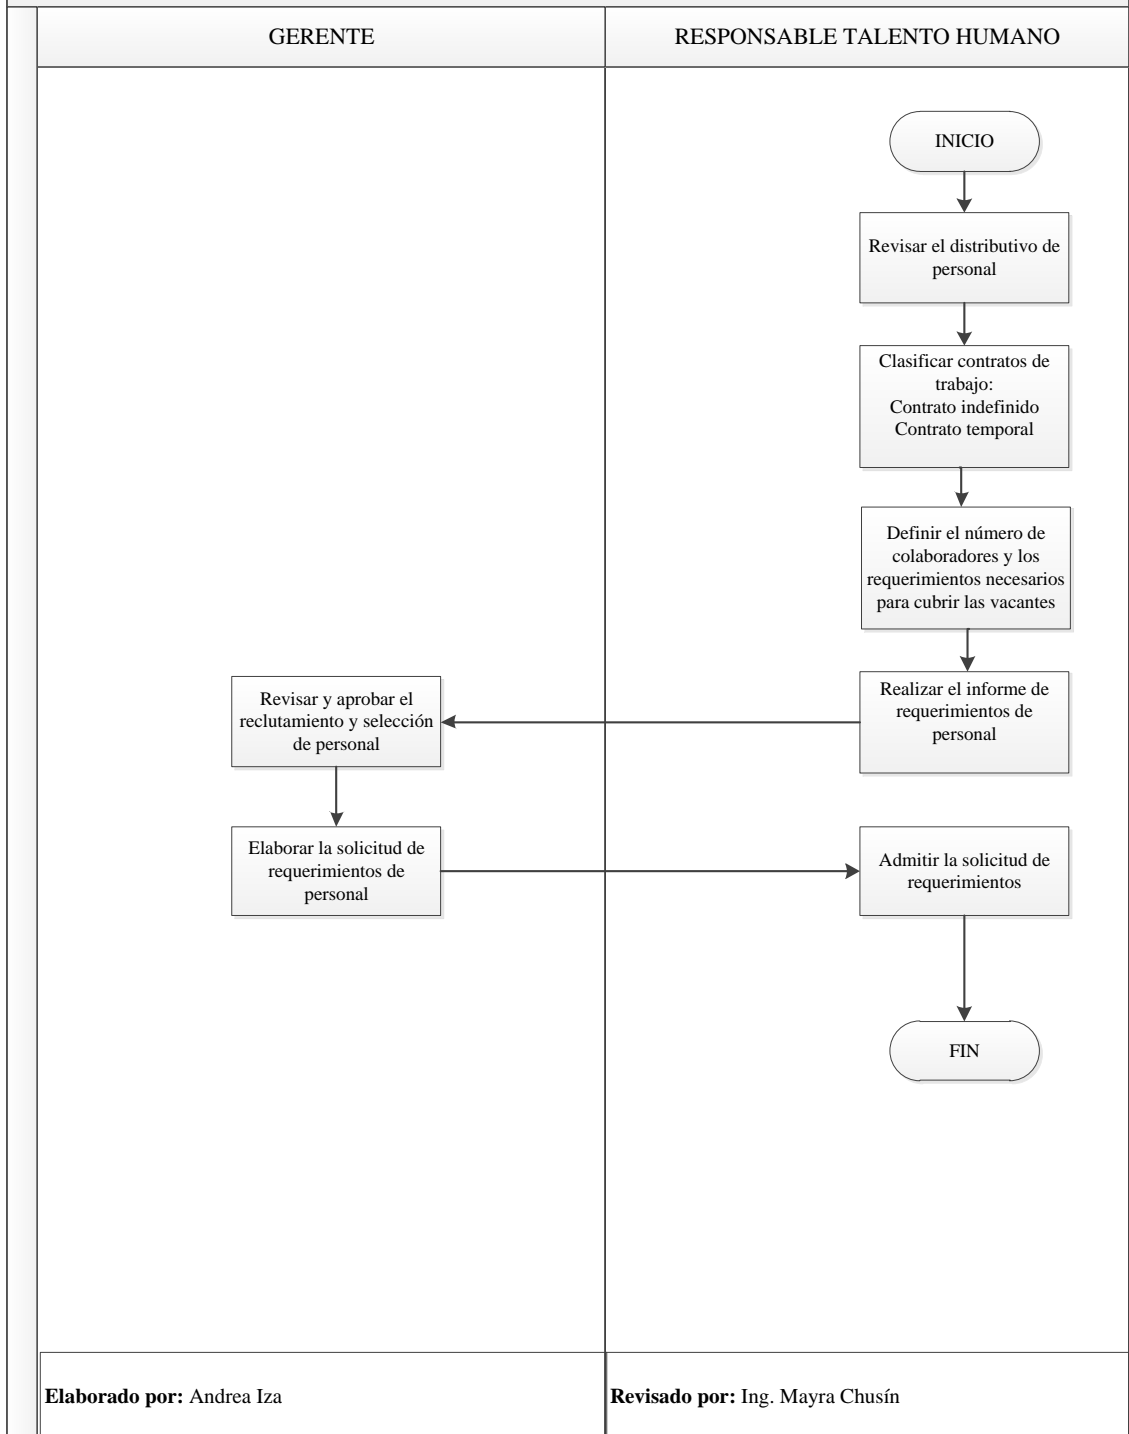 GERENTE
RESPONSABLE TALENTO HUMANO
INICIO
Revisar el distributivo de
personal
Clasificar contratos de
trabajo:
Contrato indefinido
Contrato temporal
Definir el número de
colaboradores y los
requerimientos necesarios
para cubrir las vacantes
Realizar el informe de
requerimientos de
personal
Revisar y aprobar el
reclutamiento y selección
de personal
Elaborar la solicitud de
requerimientos de
personal
Admitir la solicitud de
requerimientos
FIN
Elaborado por: Andrea Iza
Revisado por: Ing. Mayra Chusín